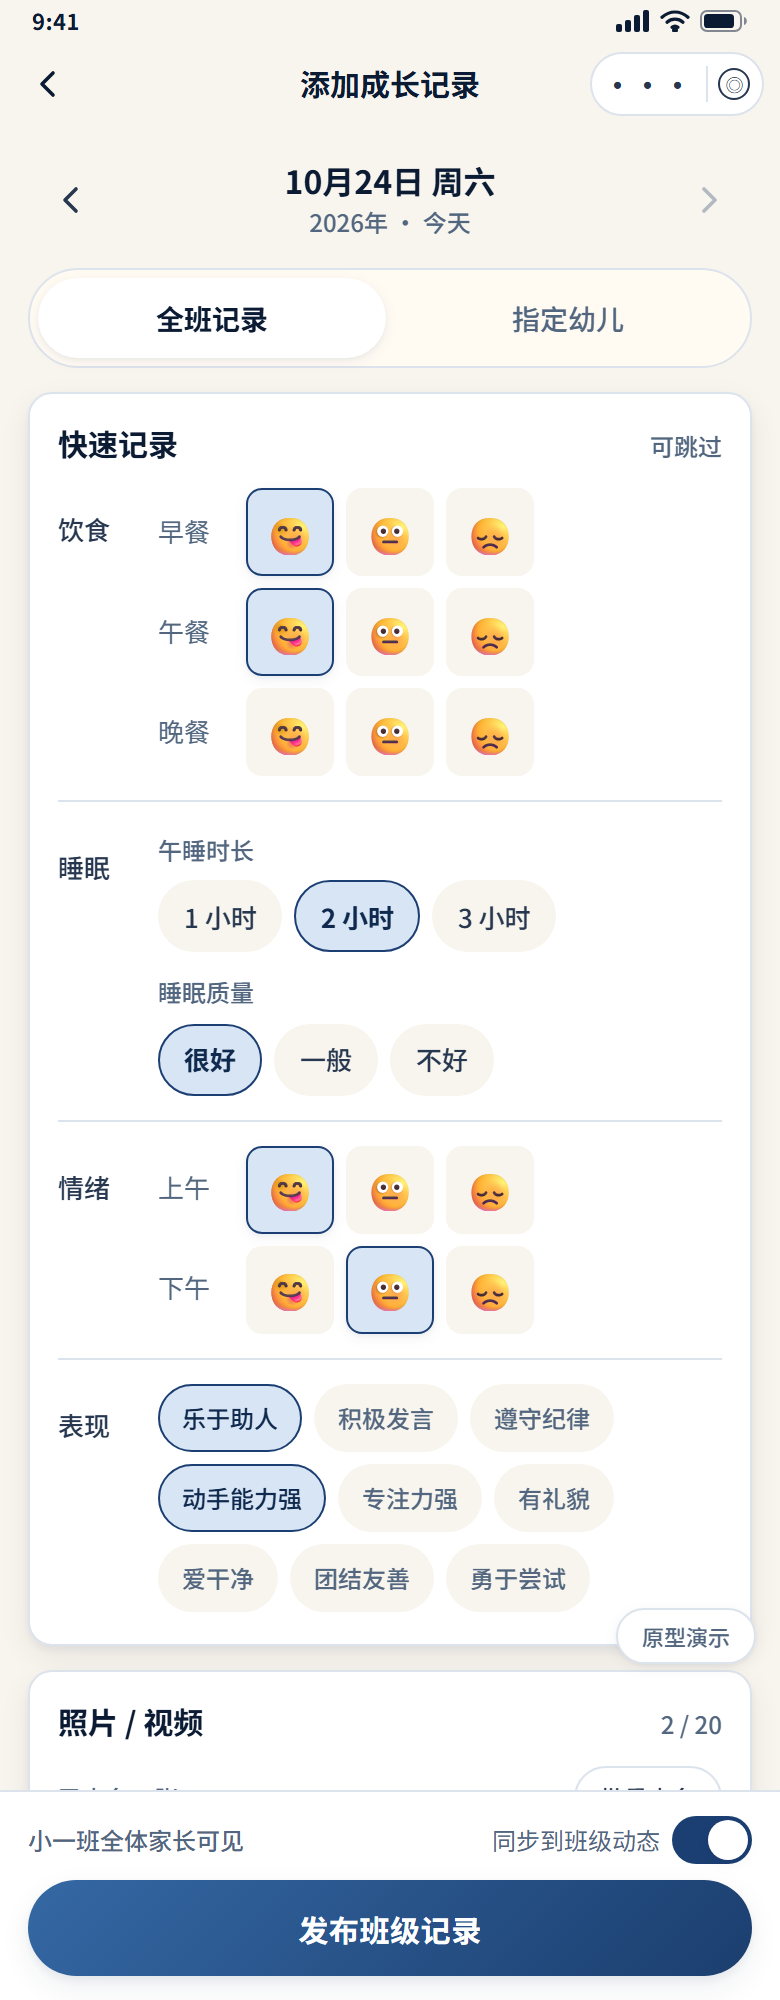 9:41
添加成长记录
10月24日 周六
2026年 · 今天
全班记录 指定幼儿
快速记录 可跳过
饮食 早餐
午餐
晚餐
睡眠 午睡时长
1 小时 2 小时 3 小时
睡眠质量
很好 一般 不好
情绪 上午
下午
表现 乐于助人 积极发言 遵守纪律
动手能力强 专注力强 有礼貌
爱干净 团结友善 勇于尝试
原型演示
照片 / 视频 2 / 20
小一班全体家长可见 同步到班级动态
发布班级记录